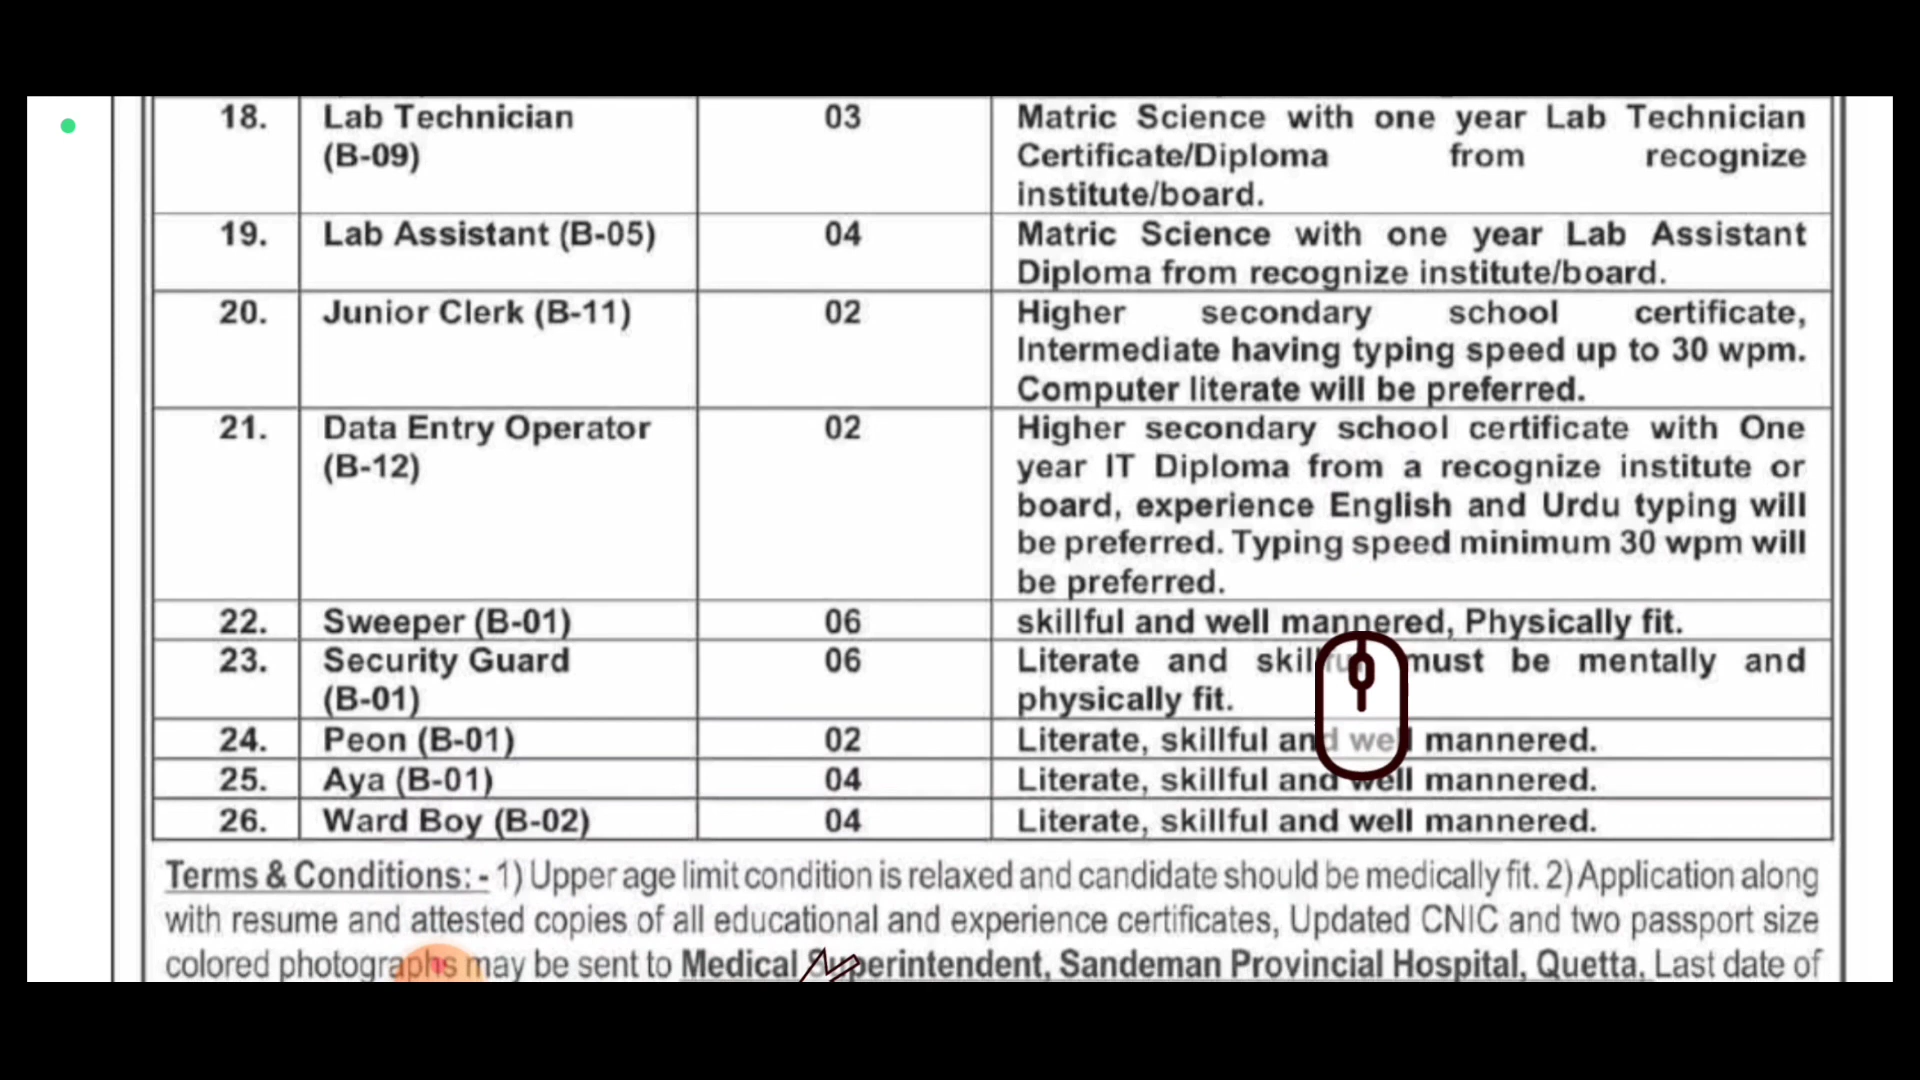 18. Lab Technician 03 Matric Science with one year Lab Technician
(B-09) Certificate/Diploma from recognize
institute/board.
19. Lab Assistant (B-05) 04 Matric Science with one year Lab Assistant
Diploma from recognize institute/board.
20. Junior Clerk (B-11) 02 Higher secondary school certificate,
Intermediate having typing speed up to 30 wpm.
Computer literate will be preferred.
21. Data Entry Operator 02 Higher secondary school certificate with One
(B-12) year IT Diploma from a recognize institute or
board, experience English and Urdu typing will
be preferred. Typing speed minimum 30 wpm will
be preferred.
22. Sweeper (B-01) 06 skillful and well mannered, Physically fit.
23. Security Guard 06 Literate and skillful must be mentally and
(B-01) physically fit.
24. Peon (B-01) 02 Literate, skillful and well mannered.
25. Aya (B-01) 04 Literate, skillful and well mannered.
26. Ward Boy (B-02) 04 Literate, skillful and well mannered.
Terms & Conditions: - 1) Upper age limit condition is relaxed and candidate should be medically fit. 2) Application along
with resume and attested copies of all educational and experience certificates, Updated CNIC and two passport size
colored photographs may be sent to Medical Superintendent, Sandeman Provincial Hospital, Quetta, Last date of